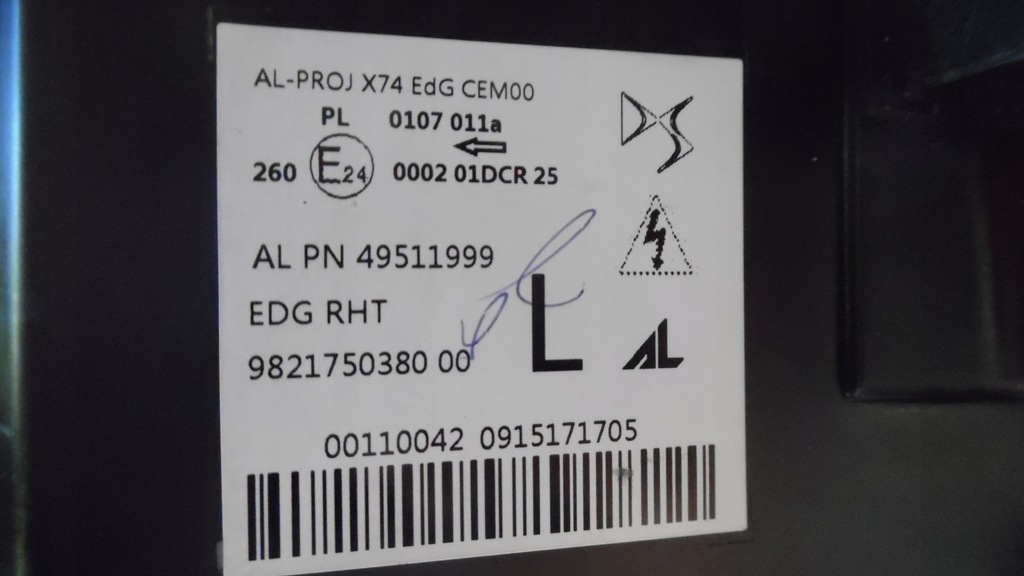 AL-PROJ X74 EdG CEM00
PL 0107 011a
260 E24 0002 01DCR 25
DS
AL PN 49511999
EDG RHT
L
AL
9821750380 00
00110042 0915171705